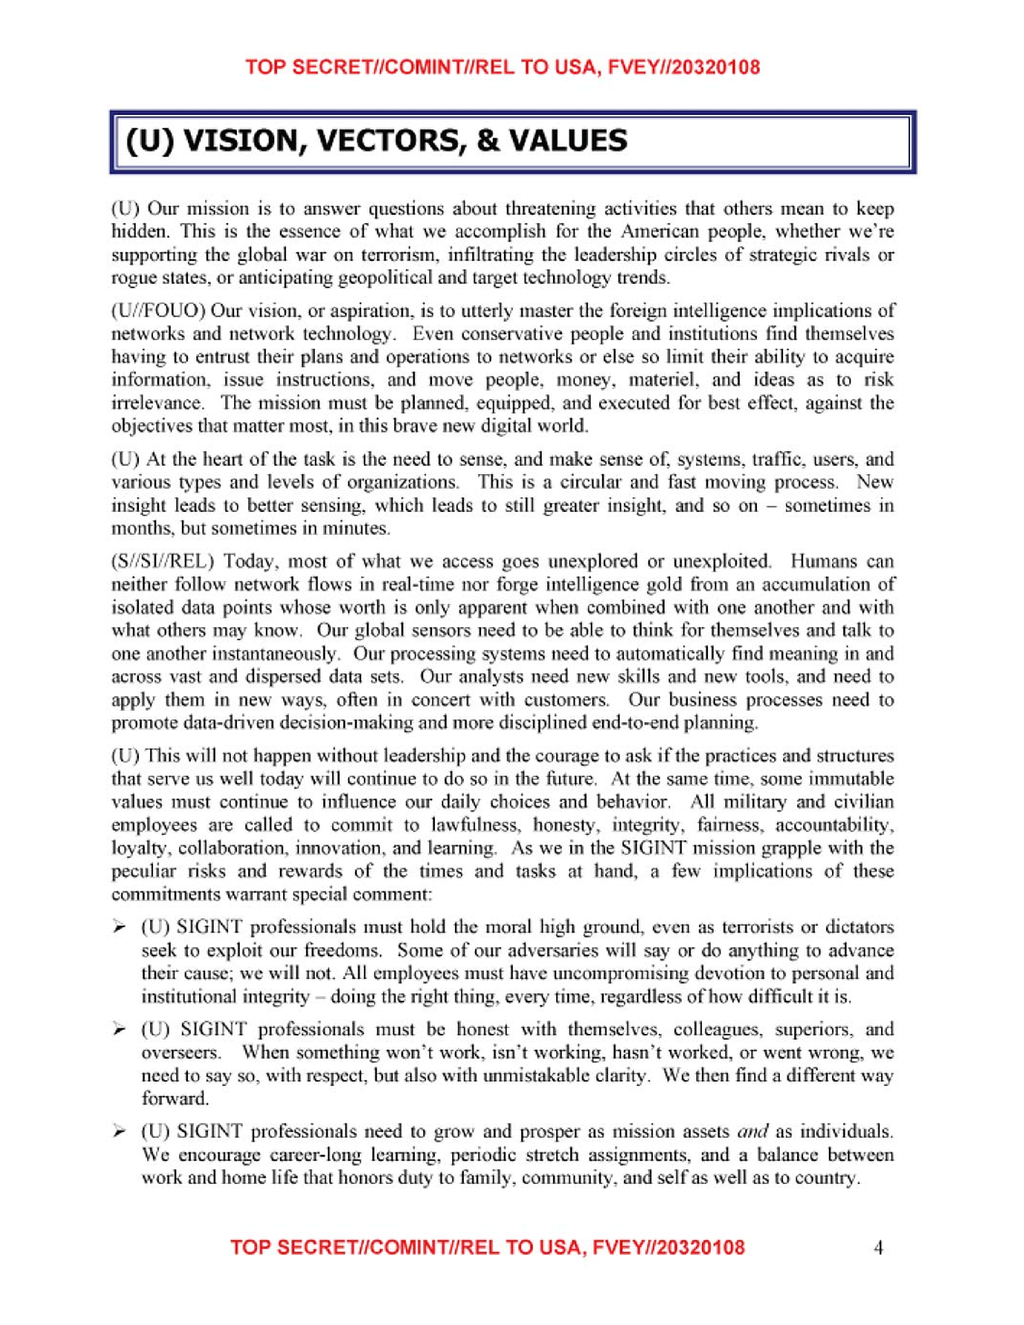 TOP SECRET//COMINT//REL TO USA, FVEY//20320108
(U) VISION, VECTORS, & VALUES
(U) Our mission is to answer questions about threatening activities that others mean to keep
hidden. This is the essence of what we accomplish for the American people, whether we're
supporting the global war on terrorism, infiltrating the leadership circles of strategic rivals or
rogue states, or anticipating geopolitical and target technology trends.
(U//FOUO) Our vision, or aspiration, is to utterly master the foreign intelligence implications of
networks and network technology. Even conservative people and institutions find themselves
having to entrust their plans and operations to networks or else so limit their ability to acquire
information, issue instructions, and move people, money, materiel, and ideas as to risk
irrelevance. The mission must be planned, equipped, and executed for best effect, against the
objectives that matter most, in this brave new digital world.
(U) At the heart of the task is the need to sense, and make sense of, systems, traffic, users, and
various types and levels of organizations. This is a circular and fast moving process. New
insight leads to better sensing, which leads to still greater insight, and so on – sometimes in
months, but sometimes in minutes.
(S//SI//REL) Today, most of what we access goes unexplored or unexploited. Humans can
neither follow network flows in real-time nor forge intelligence gold from an accumulation of
isolated data points whose worth is only apparent when combined with one another and with
what others may know. Our global sensors need to be able to think for themselves and talk to
one another instantaneously. Our processing systems need to automatically find meaning in and
across vast and dispersed data sets. Our analysts need new skills and new tools, and need to
apply them in new ways, often in concert with customers. Our business processes need to
promote data-driven decision-making and more disciplined end-to-end planning.
(U) This will not happen without leadership and the courage to ask if the practices and structures
that serve us well today will continue to do so in the future. At the same time, some immutable
values must continue to influence our daily choices and behavior. All military and civilian
employees are called to commit to lawfulness, honesty, integrity, fairness, accountability,
loyalty, collaboration, innovation, and learning. As we in the SIGINT mission grapple with the
peculiar risks and rewards of the times and tasks at hand, a few implications of these
commitments warrant special comment:
➢ (U) SIGINT professionals must hold the moral high ground, even as terrorists or dictators
seek to exploit our freedoms. Some of our adversaries will say or do anything to advance
their cause; we will not. All employees must have uncompromising devotion to personal and
institutional integrity – doing the right thing, every time, regardless of how difficult it is.
➢ (U) SIGINT professionals must be honest with themselves, colleagues, superiors, and
overseers. When something won't work, isn't working, hasn't worked, or went wrong, we
need to say so, with respect, but also with unmistakable clarity. We then find a different way
forward.
➢ (U) SIGINT professionals need to grow and prosper as mission assets and as individuals.
We encourage career-long learning, periodic stretch assignments, and a balance between
work and home life that honors duty to family, community, and self as well as to country.
TOP SECRET//COMINT//REL TO USA, FVEY//20320108 4